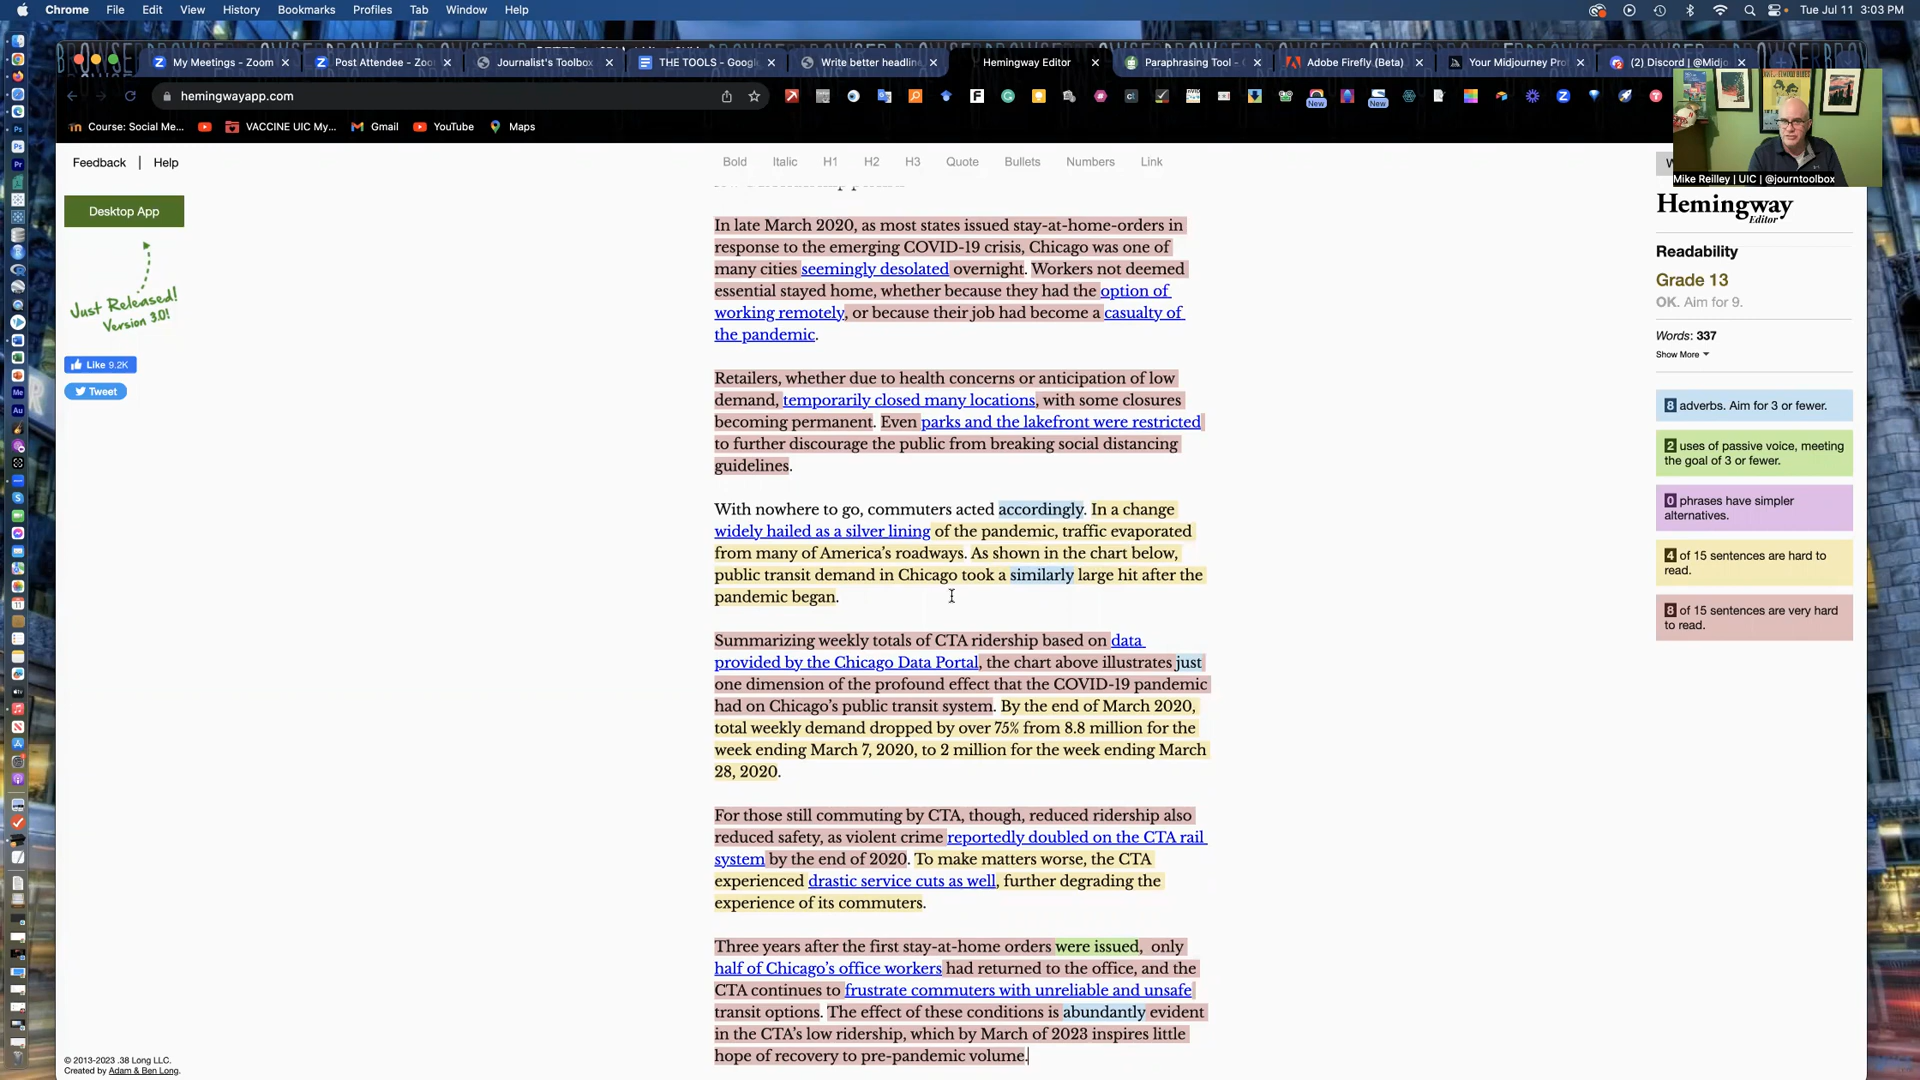 Chrome File Edit View History Bookmarks Profiles Tab Window Help Tue Jul 11 3:03 PM
My Meetings - Zoom Post Attendee - Zoo Journalist's Toolbox THE TOOLS - Google Write better headlin Hemingway Editor Paraphrasing Tool - Adobe Firefly (Beta) Your Midjourney Pro Discord | @Midj
hemingwayapp.com
New New
Course: Social Me... VACCINE UIC My... Gmail YouTube Maps
Feedback | Help Bold Italic H1 H2 H3 Quote Bullets Numbers Link
Mike Reilley | UIC | @journtoolbox
Desktop App
Just Released!
Version 3.0!
Like 9.2K
Tweet
In late March 2020, as most states issued stay-at-home-orders in
response to the emerging COVID-19 crisis, Chicago was one of
many cities seemingly desolated overnight. Workers not deemed
essential stayed home, whether because they had the option of
working remotely, or because their job had become a casualty of
the pandemic.
Retailers, whether due to health concerns or anticipation of low
demand, temporarily closed many locations, with some closures
becoming permanent. Even parks and the lakefront were restricted
to further discourage the public from breaking social distancing
guidelines.
With nowhere to go, commuters acted accordingly. In a change
widely hailed as a silver lining of the pandemic, traffic evaporated
from many of America's roadways. As shown in the chart below,
public transit demand in Chicago took a similarly large hit after the
pandemic began.
Summarizing weekly totals of CTA ridership based on data
provided by the Chicago Data Portal, the chart above illustrates just
one dimension of the profound effect that the COVID-19 pandemic
had on Chicago's public transit system. By the end of March 2020,
total weekly demand dropped by over 75% from 8.8 million for the
week ending March 7, 2020, to 2 million for the week ending March
28, 2020.
For those still commuting by CTA, though, reduced ridership also
reduced safety, as violent crime reportedly doubled on the CTA rail
system by the end of 2020. To make matters worse, the CTA
experienced drastic service cuts as well, further degrading the
experience of its commuters.
Three years after the first stay-at-home orders were issued, only
half of Chicago's office workers had returned to the office, and the
CTA continues to frustrate commuters with unreliable and unsafe
transit options. The effect of these conditions is abundantly evident
in the CTA's low ridership, which by March of 2023 inspires little
hope of recovery to pre-pandemic volume.
Hemingway
Editor
Readability
Grade 13
OK. Aim for 9.
Words: 337
Show More
8 adverbs. Aim for 3 or fewer.
2 uses of passive voice, meeting
the goal of 3 or fewer.
0 phrases have simpler
alternatives.
4 of 15 sentences are hard to
read.
8 of 15 sentences are very hard
to read.
© 2013-2023 .38 Long LLC.
Created by Adam & Ben Long.